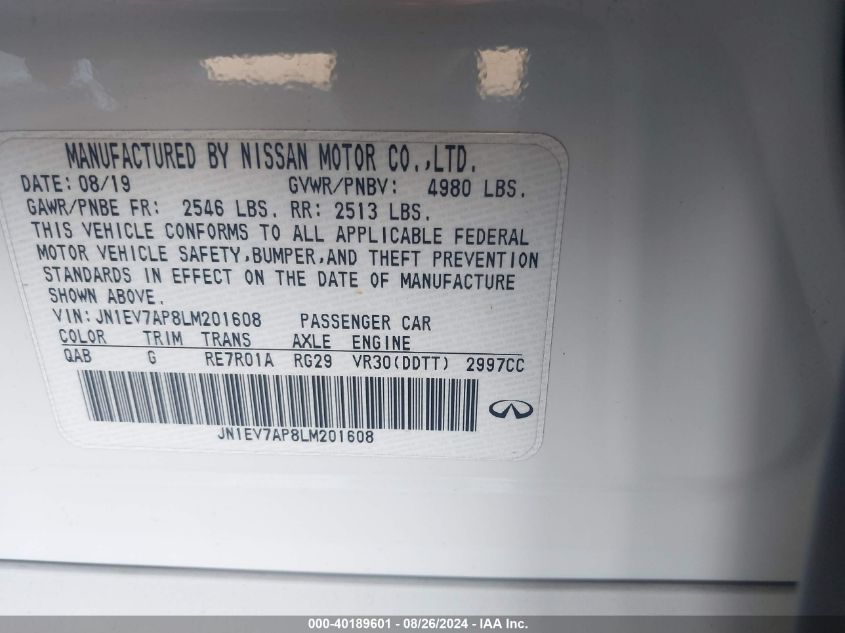 MANUFACTURED BY NISSAN MOTOR CO.,LTD.
DATE: 08/19 GVWR/PNBV: 4980 LBS.
GAWR/PNBE FR: 2546 LBS. RR: 2513 LBS.
THIS VEHICLE CONFORMS TO ALL APPLICABLE FEDERAL
MOTOR VEHICLE SAFETY,BUMPER,AND THEFT PREVENTION
STANDARDS IN EFFECT ON THE DATE OF MANUFACTURE
SHOWN ABOVE.
VIN:JN1EV7AP8LM201608 PASSENGER CAR
COLOR TRIM TRANS AXLE ENGINE
QAB G RE7R01A RG29 VR30(DDTT) 2997CC
JN1EV7AP8LM201608
000-40189601 - 08/26/2024 - IAA Inc.